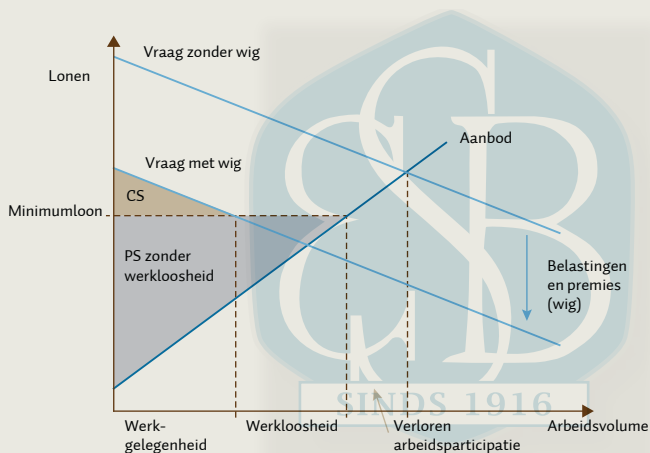 Vraag zonder wig
Lonen
Aanbod
Vraag met wig
CS
Minimumloon
PS zonder
werkloosheid
Belastingen
en premies
(wig)
ESB
SINDS 1916
Werk-
gelegenheid
Werkloosheid
Verloren
arbeidsparticipatie
Arbeidsvolume